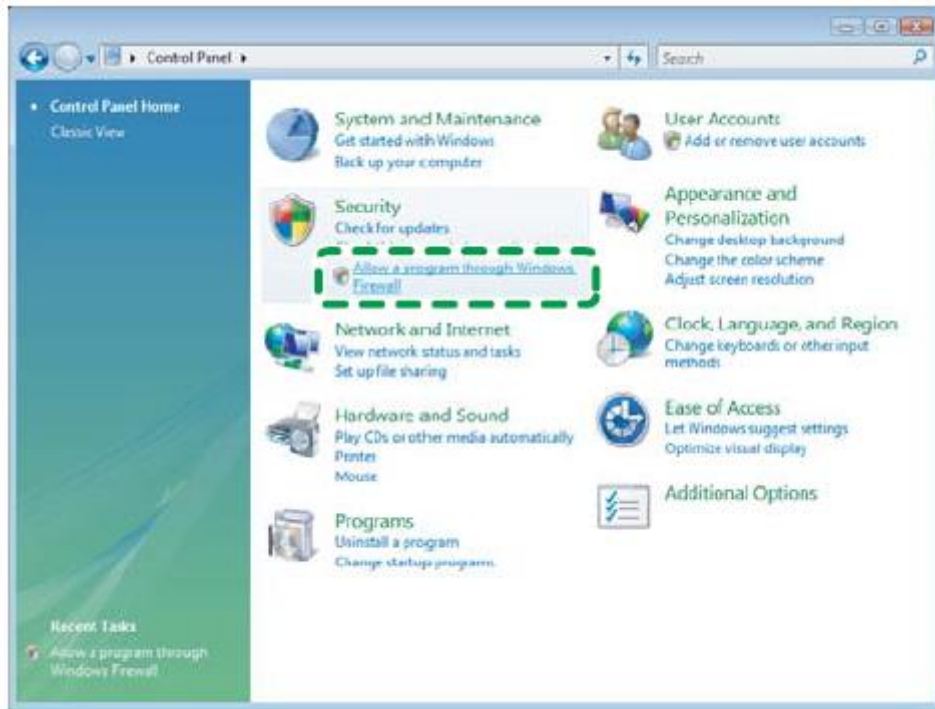 Control Panel
Search
Control Panel Home
Classic View
System and Maintenance
Get started with Windows
Back up your computer
Security
Check for updates
Allow a program through Windows
Firewall
Network and Internet
View network status and tasks
Set up file sharing
Hardware and Sound
Play CDs or other media automatically
Printer
Mouse
Programs
Uninstall a program
Change startup programs
User Accounts
Add or remove user accounts
Appearance and
Personalization
Change desktop background
Change the color scheme
Adjust screen resolution
Clock, Language, and Region
Change keyboards or other input
methods
Ease of Access
Let Windows suggest settings
Optimize visual display
Additional Options
Recent Tasks
Allow a program through
Windows Firewall